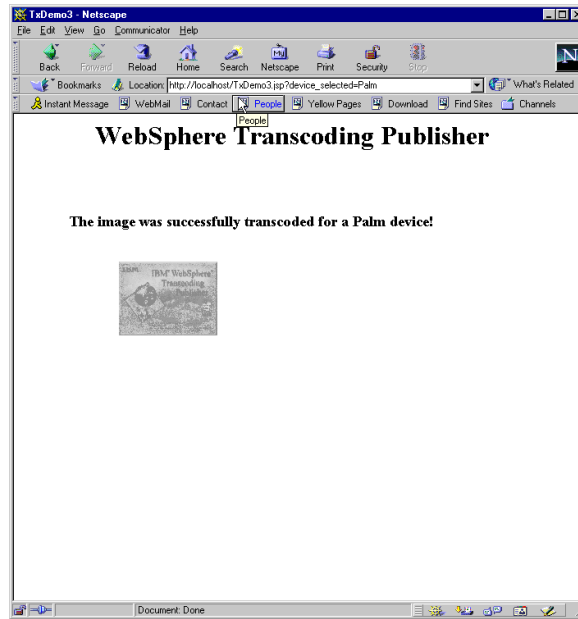 TxDemo3 - Netscape
File Edit View Go Communicator Help
My
Back Forward Reload Home Search Netscape Print Security Stop
N
Bookmarks Location: http://localhost/TxDemo3.jsp?device_selected=Palm What's Related
Instant Message WebMail Contact People Yellow Pages Download Find Sites Channels
People
WebSphere Transcoding Publisher
The image was successfully transcoded for a Palm device!
IBM WebSphere
Transcoding
Publisher
Document: Done